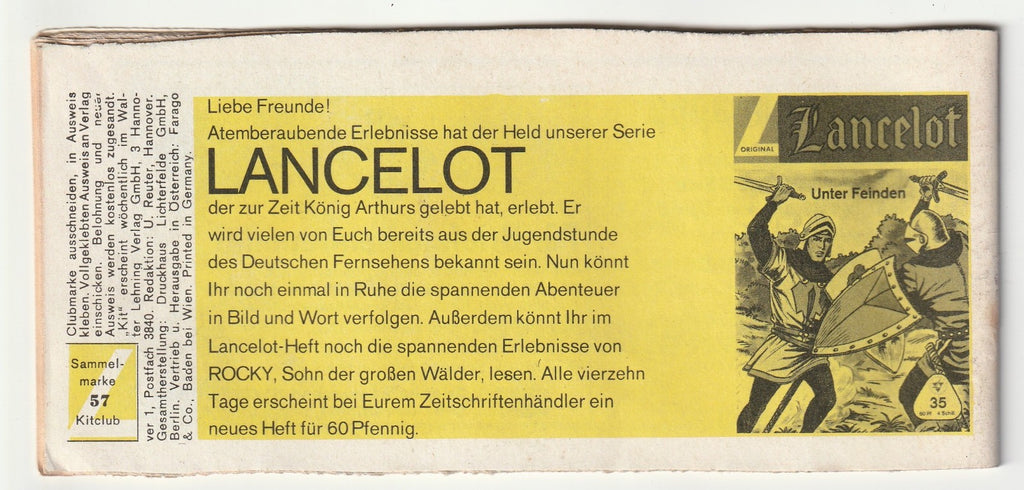 Clubmarke ausschneiden, in Ausweis
kleben. Vollgeklebten Ausweis an Verlag
einschicken. Belohnung und neuer
Ausweis werden kostenlos zugesandt.
„Kit“ erscheint wöchentlich im Wal-
ter Lehning Verlag GmbH, 3 Hanno-
ver 1, Postfach 3840. Redaktion: U. Reuter, Hannover.
Gesamtherstellung: Druckhaus Lichterfelde GmbH,
Berlin. Vertrieb u. Herausgabe in Österreich: Farago
& Co., Baden bei Wien. Printed in Germany.
Sammel-
marke
57
Kitclub
Liebe Freunde!
Atemberaubende Erlebnisse hat der Held unserer Serie
LANCELOT
der zur Zeit König Arthurs gelebt hat, erlebt. Er
wird vielen von Euch bereits aus der Jugendstunde
des Deutschen Fernsehens bekannt sein. Nun könnt
Ihr noch einmal in Ruhe die spannenden Abenteuer
in Bild und Wort verfolgen. Außerdem könnt Ihr im
Lancelot-Heft noch die spannenden Erlebnisse von
ROCKY, Sohn der großen Wälder, lesen. Alle vierzehn
Tage erscheint bei Eurem Zeitschriftenhändler ein
neues Heft für 60 Pfennig.
ORIGINAL
Lancelot
Unter Feinden
35
60 Pf 4 Schill.